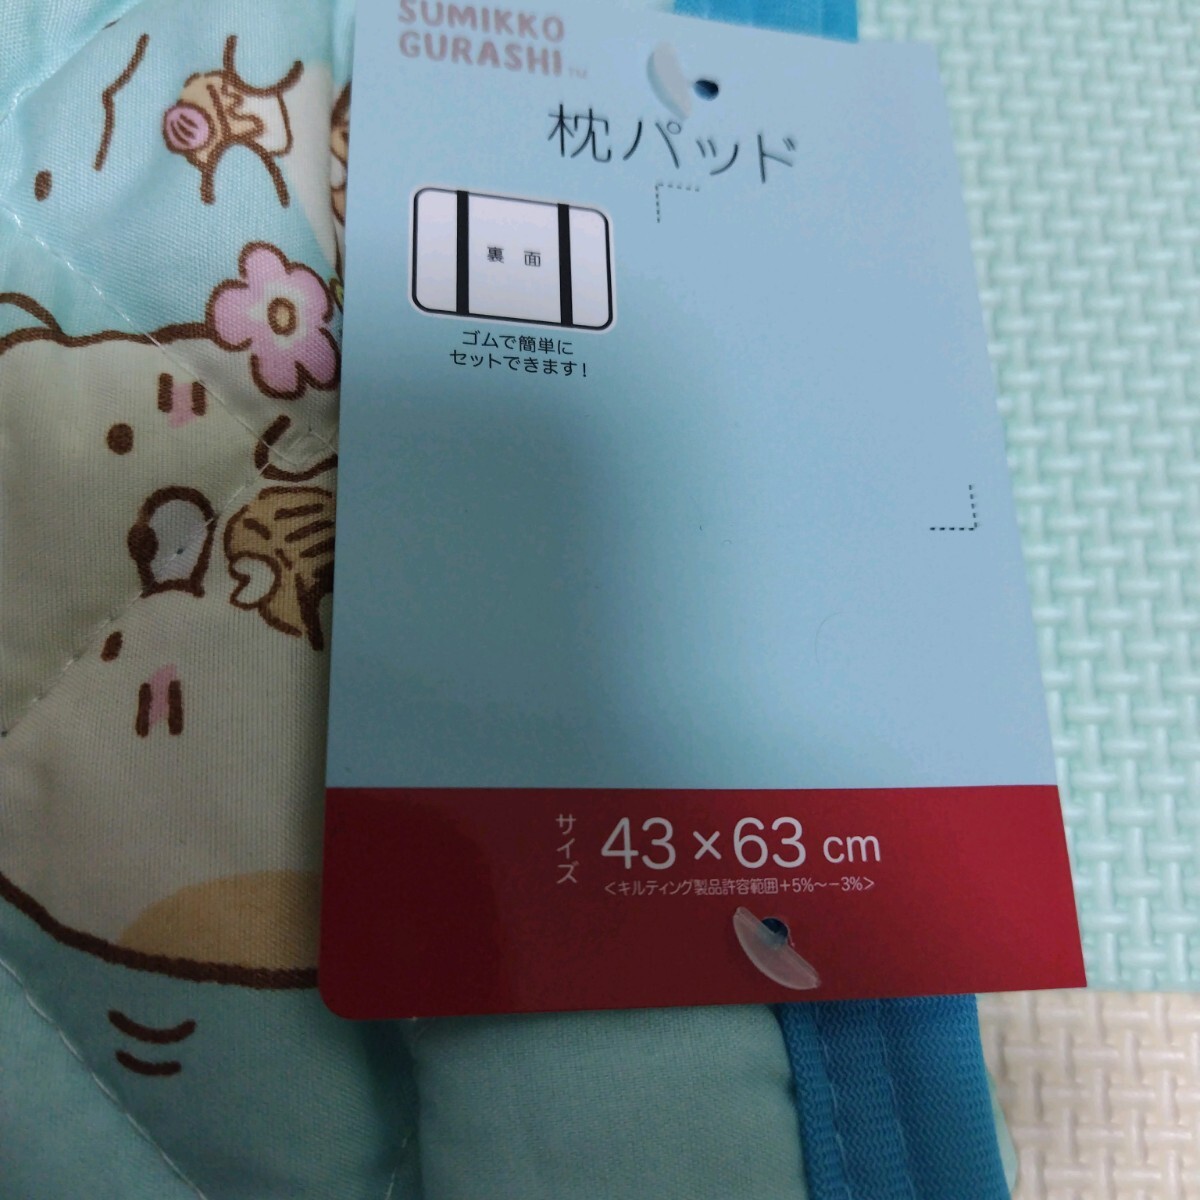 SUMIKKO
GURASHI™
枕パッド
裏面
ゴムで簡単に
セットできます！
サイズ
43×63cm
＜キルティング製品許容範囲+5%～-3%＞